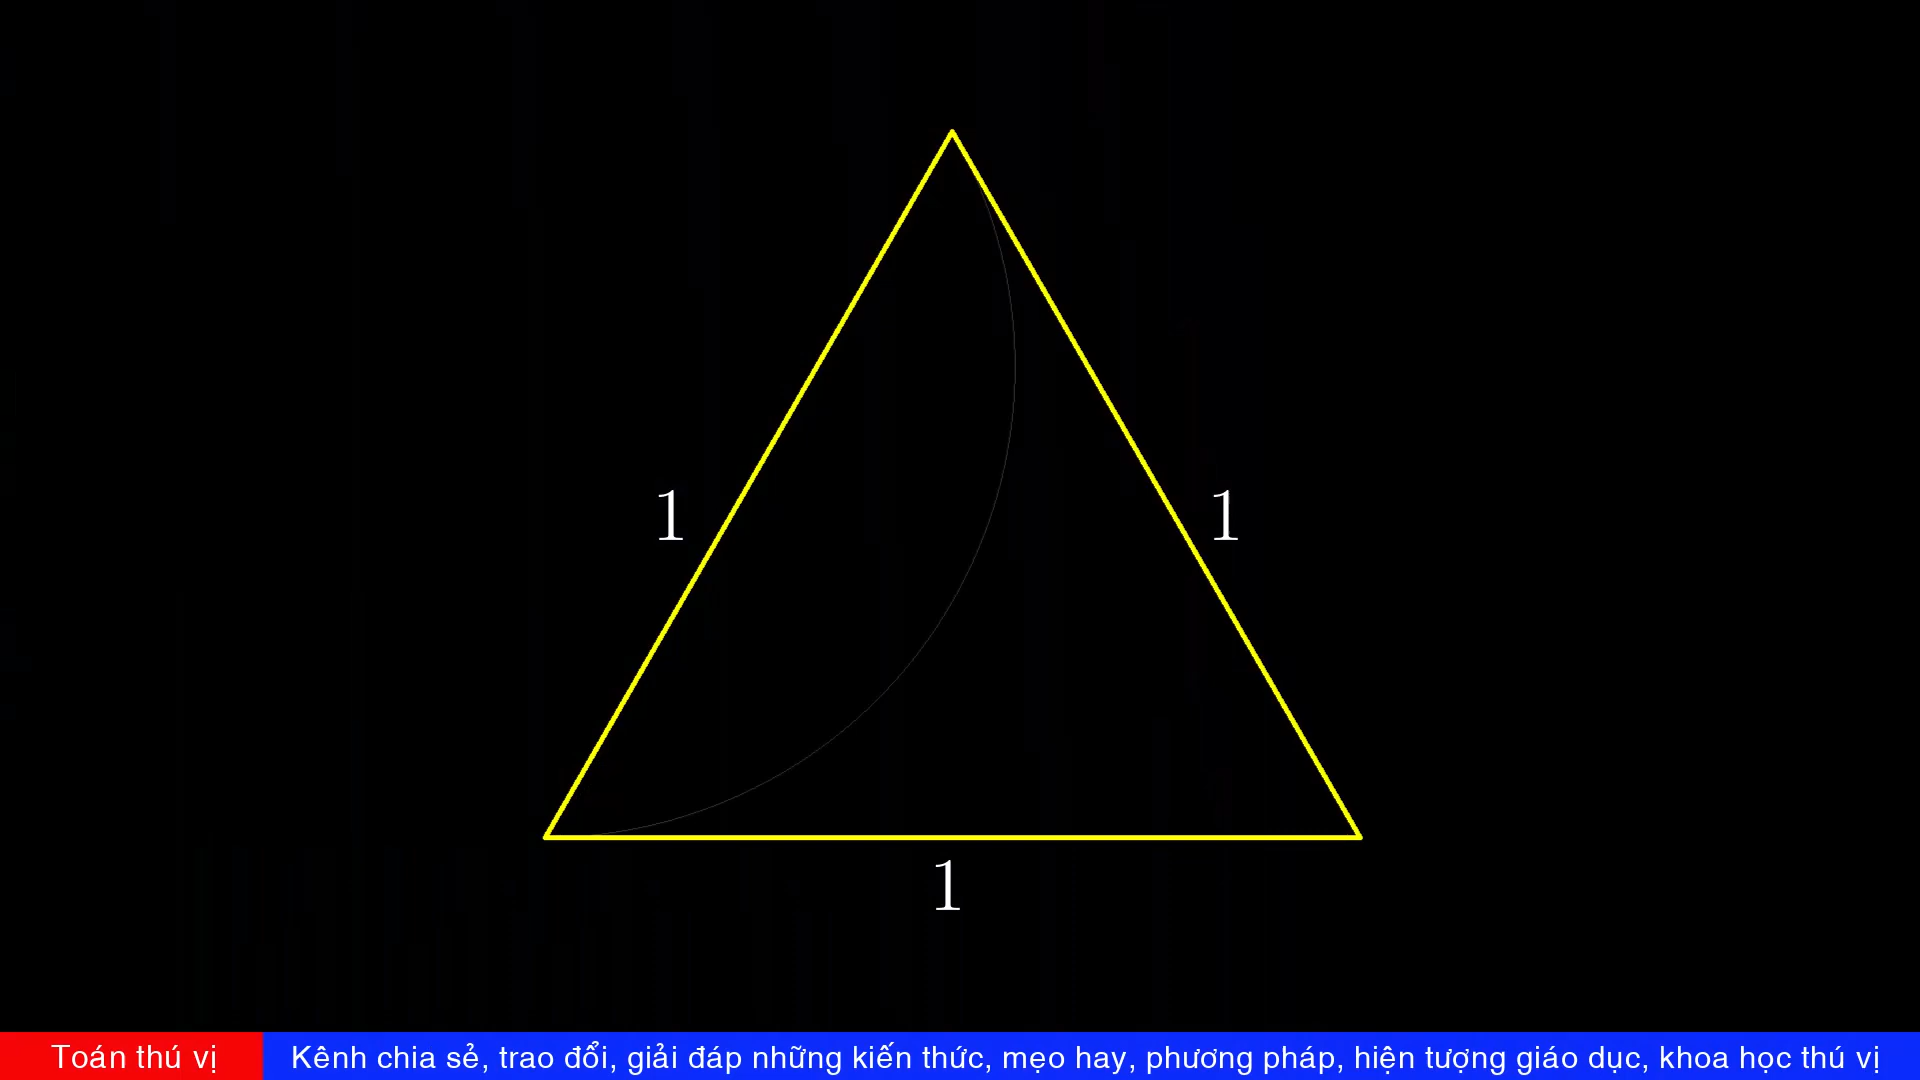 1
1
1
Toán thú vị
Kênh chia sẻ, trao đổi, giải đáp những kiến thức, mẹo hay, phương pháp, hiện tượng giáo dục, khoa học thú vị